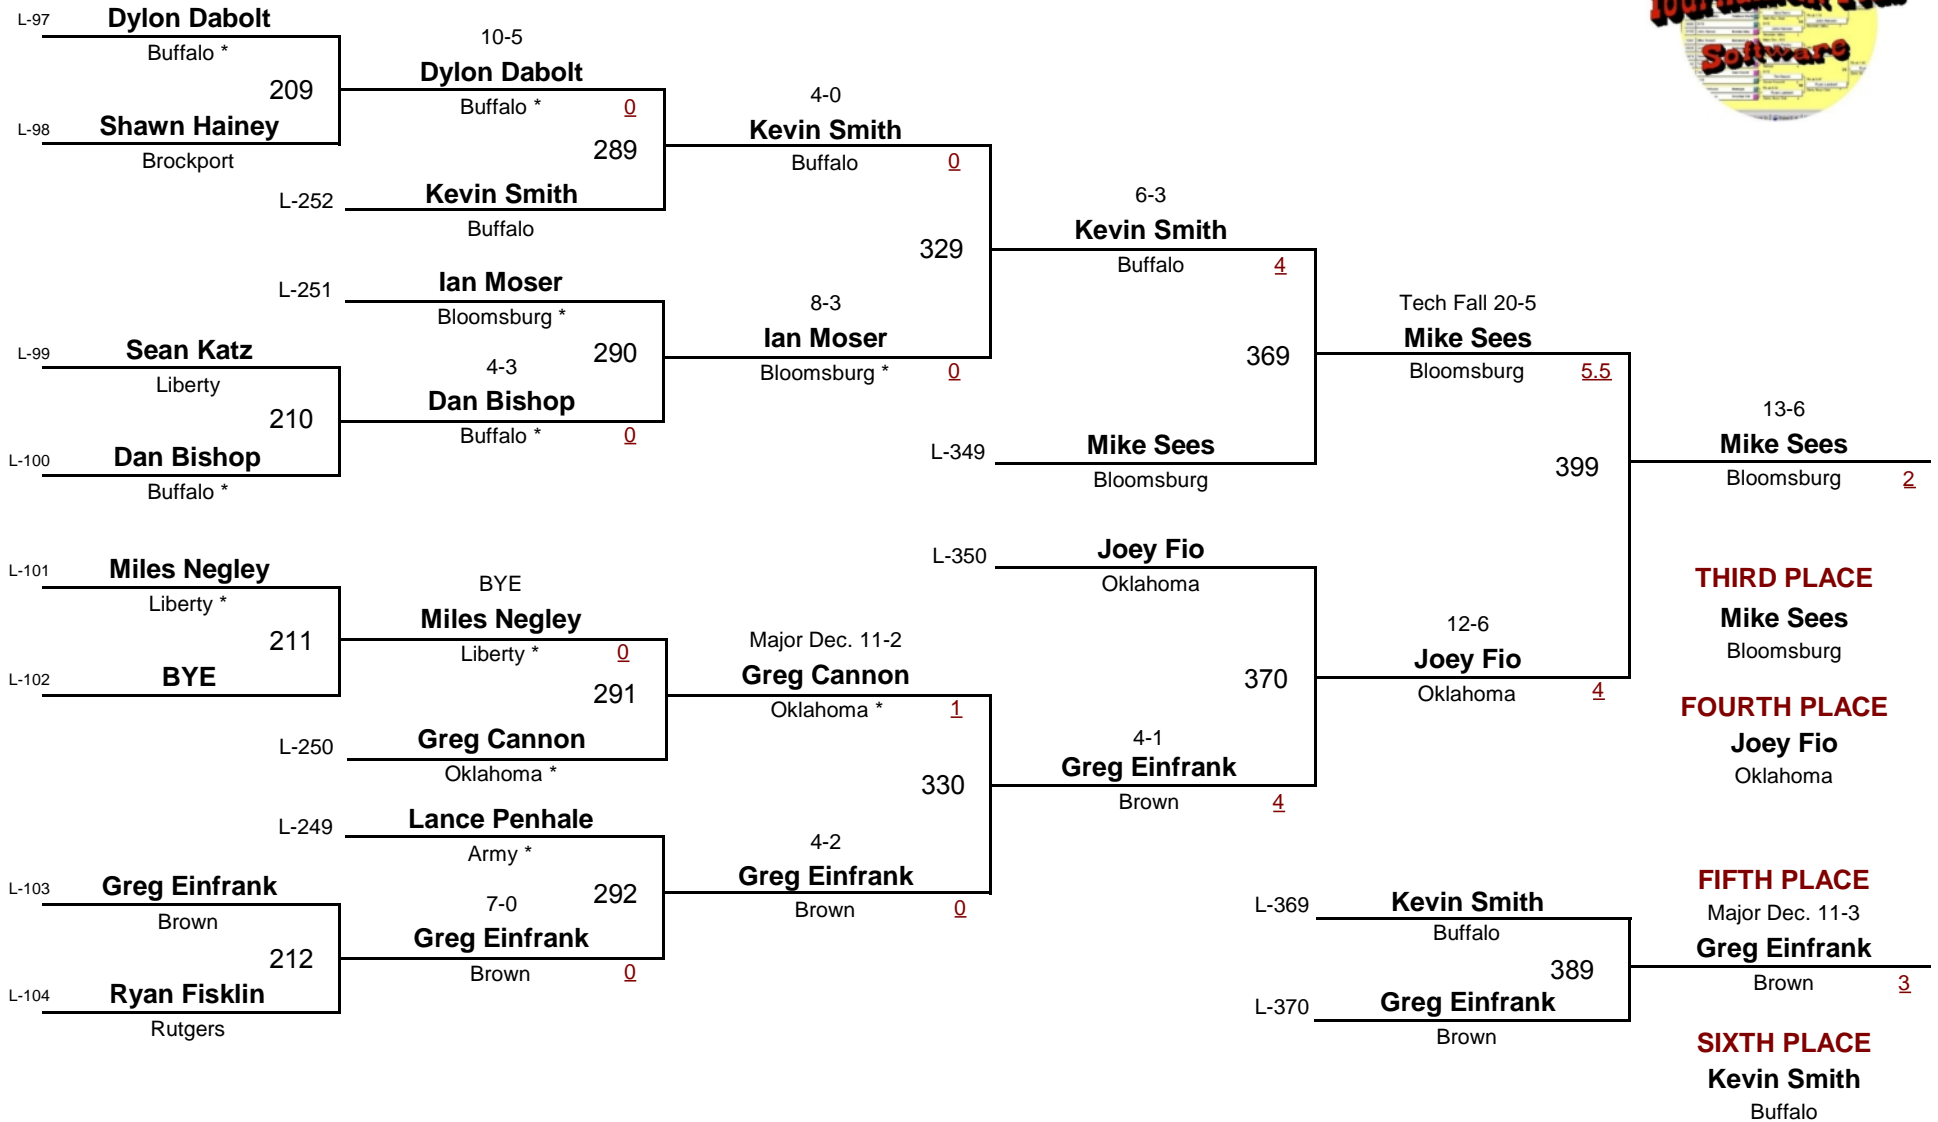 L-97
Dylon Dabolt
Buffalo *
209
L-98
Shawn Hainey
Brockport
10-5
Dylon Dabolt
Buffalo *
0
289
L-252
Kevin Smith
Buffalo
4-0
Kevin Smith
Buffalo
0
L-251
Ian Moser
Bloomsburg *
L-99
Sean Katz
Liberty
210
L-100
Dan Bishop
Buffalo *
4-3
Dan Bishop
Buffalo *
0
290
8-3
Ian Moser
Bloomsburg *
0
329
6-3
Kevin Smith
Buffalo
4
369
L-349
Mike Sees
Bloomsburg
Tech Fall 20-5
Mike Sees
Bloomsburg
5.5
399
13-6
Mike Sees
Bloomsburg
2
L-101
Miles Negley
Liberty *
211
L-102
BYE
BYE
Miles Negley
Liberty *
0
291
L-250
Greg Cannon
Oklahoma *
Major Dec. 11-2
Greg Cannon
Oklahoma *
1
330
L-249
Lance Penhale
Army *
L-103
Greg Einfrank
Brown
212
L-104
Ryan Fisklin
Rutgers
7-0
Greg Einfrank
Brown
0
292
4-2
Greg Einfrank
Brown
0
L-350
Joey Fio
Oklahoma
370
4-1
Greg Einfrank
Brown
4
12-6
Joey Fio
Oklahoma
4
THIRD PLACE
Mike Sees
Bloomsburg
FOURTH PLACE
Joey Fio
Oklahoma
L-369
Kevin Smith
Buffalo
389
L-370
Greg Einfrank
Brown
FIFTH PLACE
Major Dec. 11-3
Greg Einfrank
Brown
3
SIXTH PLACE
Kevin Smith
Buffalo
Software